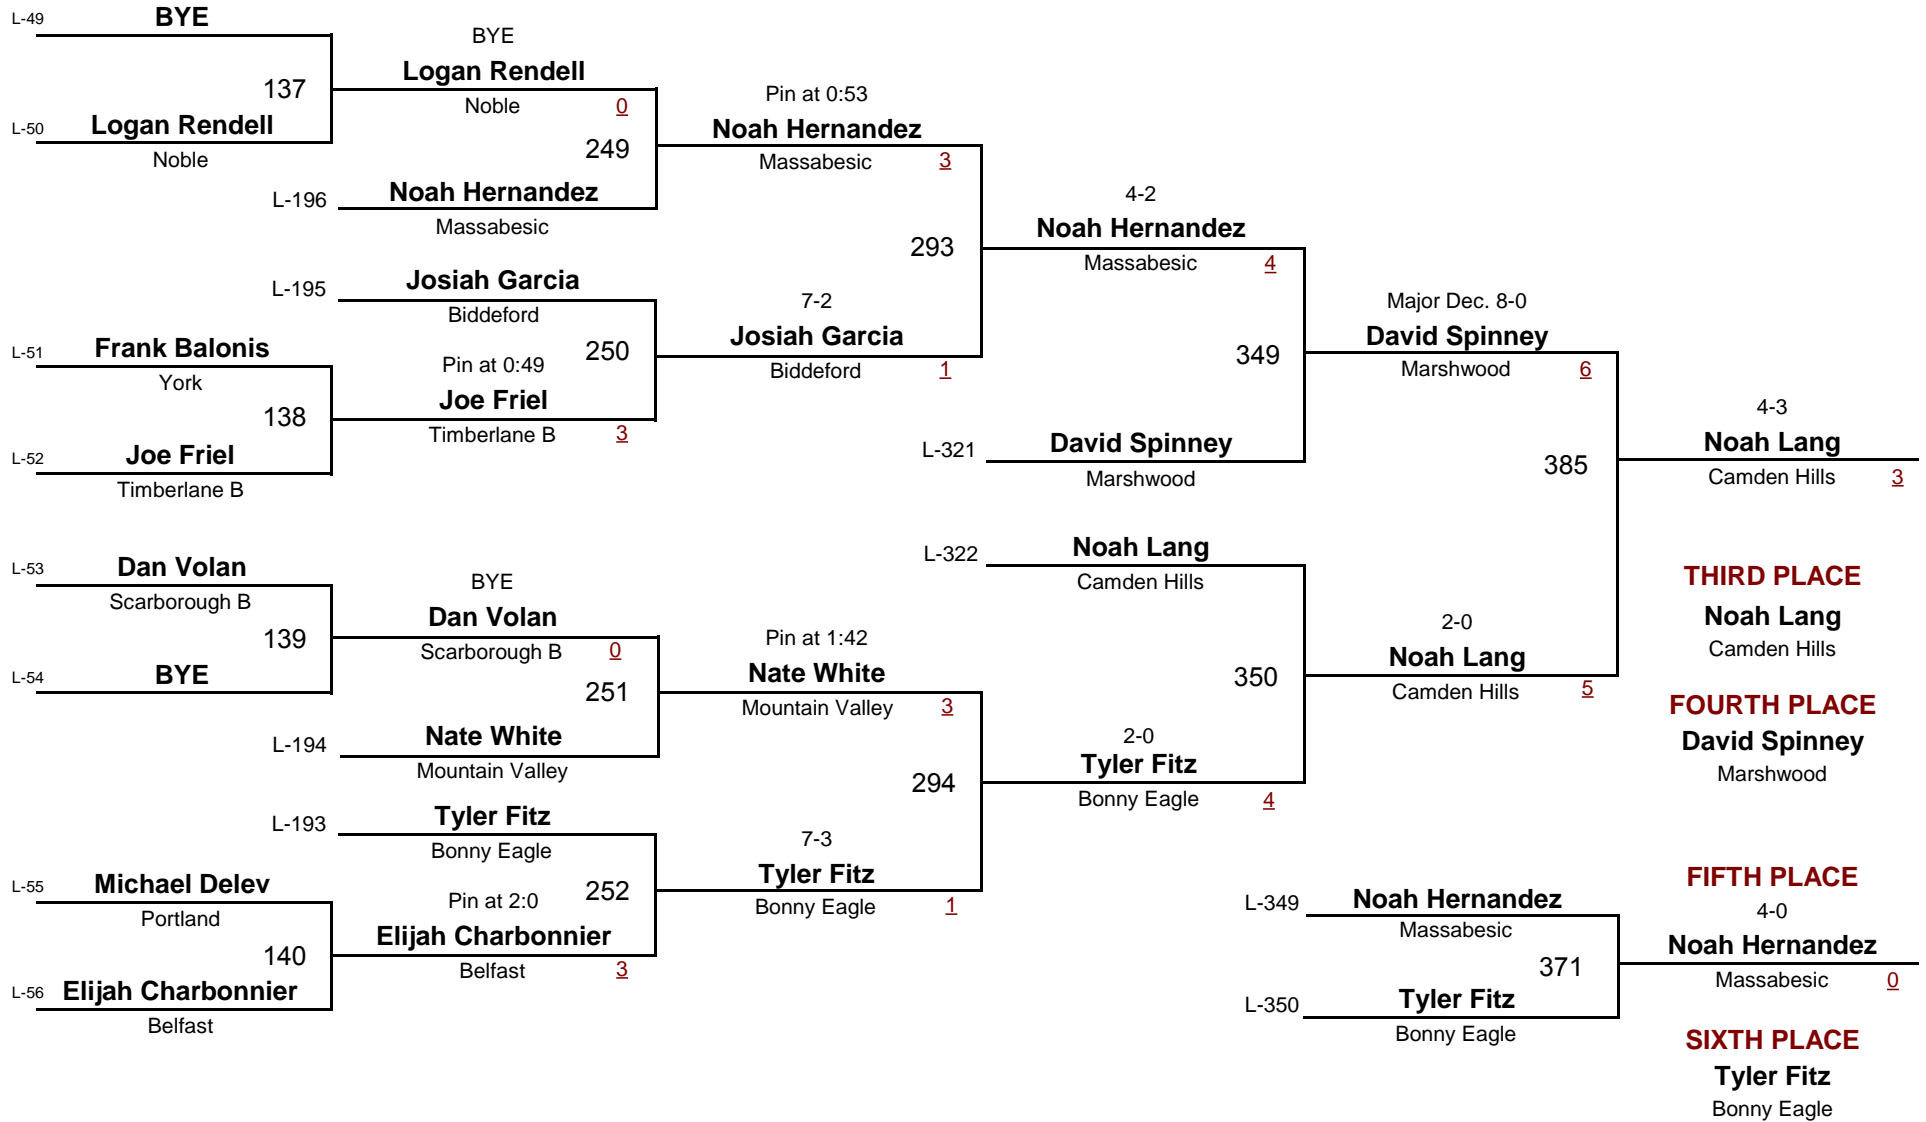 L-49 BYE
137
L-50 Logan Rendell
Noble
BYE
Logan Rendell
Noble 0
249
L-196 Noah Hernandez
Massabesic
Pin at 0:53
Noah Hernandez
Massabesic 3
L-195 Josiah Garcia
Biddeford
L-51 Frank Balonis
York
138
L-52 Joe Friel
Timberlane B
Pin at 0:49
250
Joe Friel
Timberlane B 3
7-2
Josiah Garcia
Biddeford 1
293
4-2
Noah Hernandez
Massabesic 4
349
L-321 David Spinney
Marshwood
Major Dec. 8-0
David Spinney
Marshwood 6
385
4-3
Noah Lang
Camden Hills 3
L-53 Dan Volan
Scarborough B
139
L-54 BYE
BYE
Dan Volan
Scarborough B 0
251
L-194 Nate White
Mountain Valley
Pin at 1:42
Nate White
Mountain Valley 3
L-193 Tyler Fitz
Bonny Eagle
L-55 Michael Delev
Portland
140
L-56 Elijah Charbonnier
Belfast
Pin at 2:0
252
Elijah Charbonnier
Belfast 3
7-3
Tyler Fitz
Bonny Eagle 1
294
L-322 Noah Lang
Camden Hills
350
2-0
Tyler Fitz
Bonny Eagle 4
2-0
Noah Lang
Camden Hills 5
THIRD PLACE
Noah Lang
Camden Hills
FOURTH PLACE
David Spinney
Marshwood
L-349 Noah Hernandez
Massabesic
371
L-350 Tyler Fitz
Bonny Eagle
FIFTH PLACE
4-0
Noah Hernandez
Massabesic 0
SIXTH PLACE
Tyler Fitz
Bonny Eagle